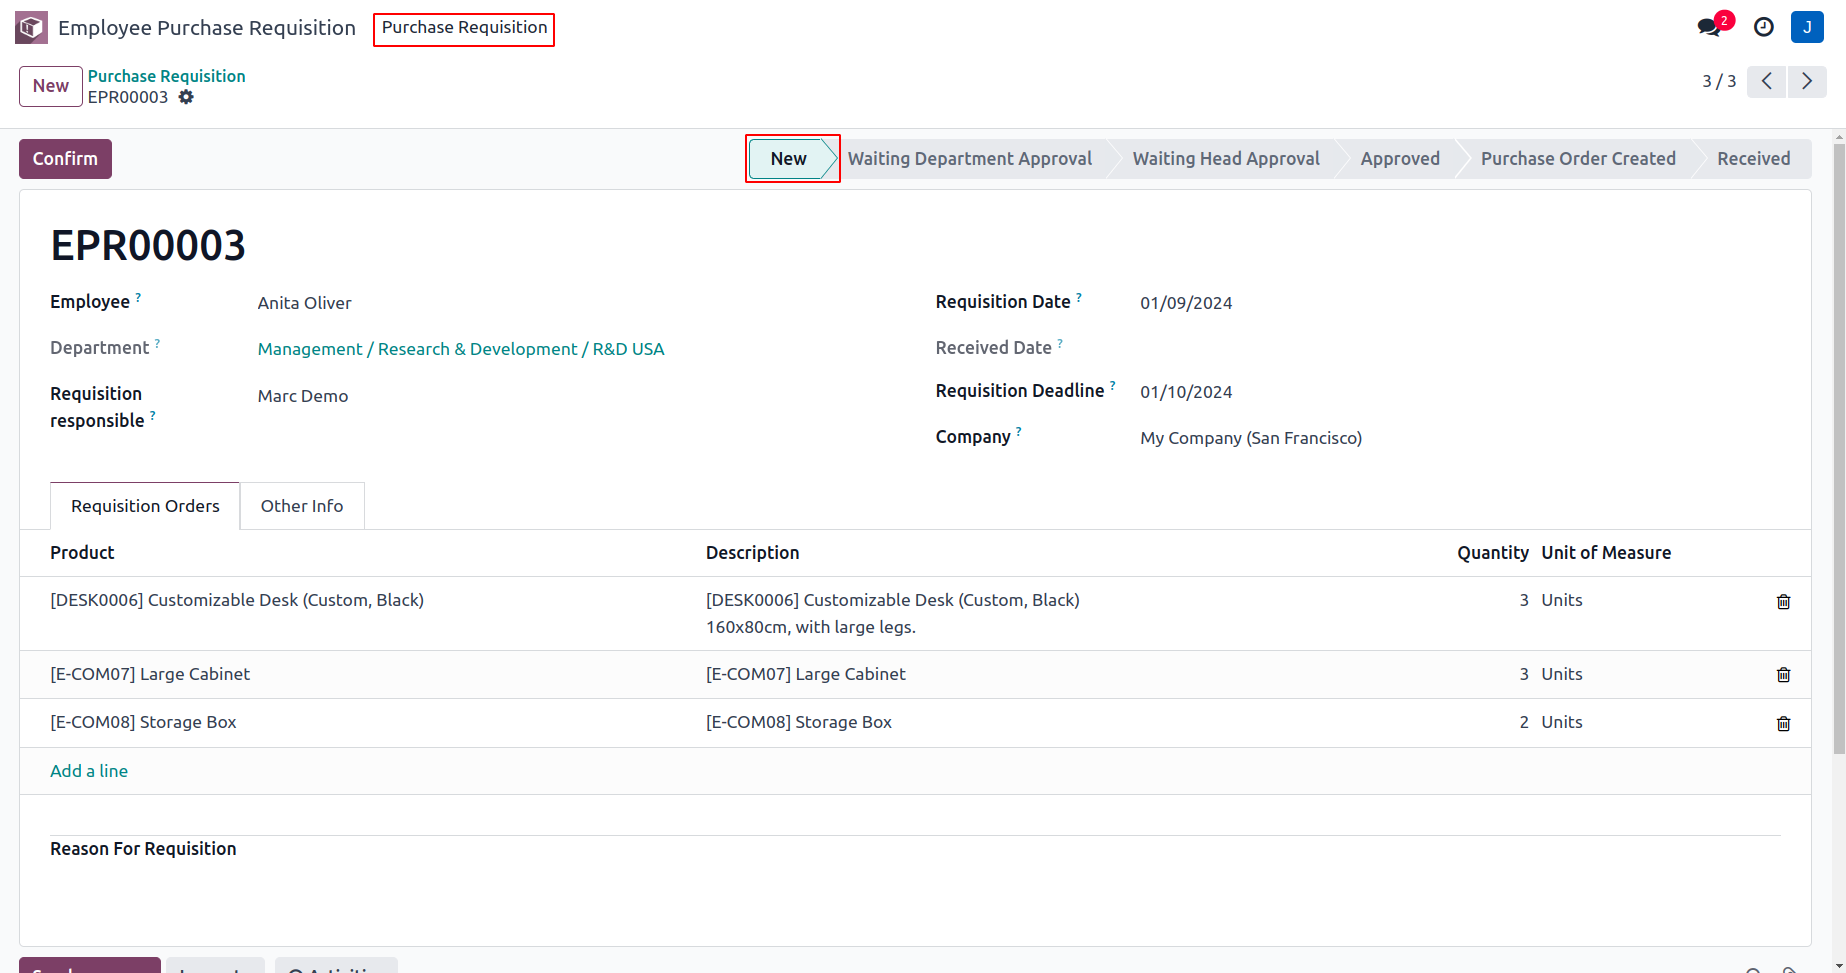 Employee Purchase Requisition Purchase Requisition 2 J
New Purchase Requisition
EPR00003
3 / 3
Confirm
New Waiting Department Approval Waiting Head Approval Approved Purchase Order Created Received
EPR00003
Employee ? Anita Oliver
Requisition Date ? 01/09/2024
Department ? Management / Research & Development / R&D USA
Received Date ?
Requisition
responsible ? Marc Demo
Requisition Deadline ? 01/10/2024
Company ? My Company (San Francisco)
Requisition Orders Other Info
Product Description Quantity Unit of Measure
[DESK0006] Customizable Desk (Custom, Black) [DESK0006] Customizable Desk (Custom, Black) 3 Units
160x80cm, with large legs.
[E-COM07] Large Cabinet [E-COM07] Large Cabinet 3 Units
[E-COM08] Storage Box [E-COM08] Storage Box 2 Units
Add a line
Reason For Requisition